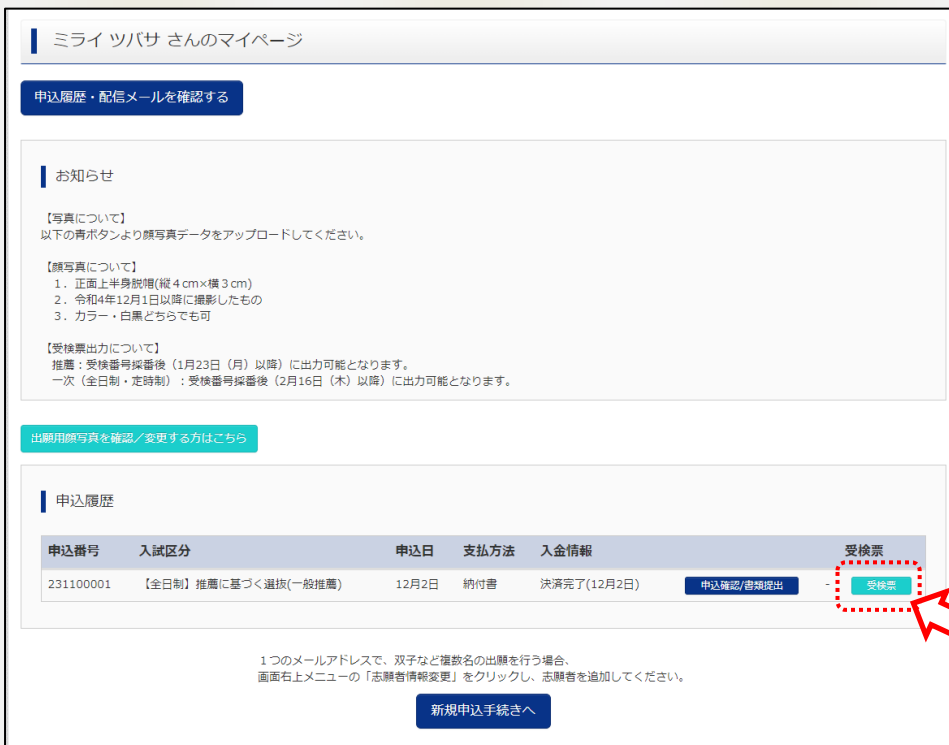 ミライ ツバサ さんのマイページ
申込履歴・配信メールを確認する
お知らせ
【写真について】
以下の青ボタンより顔写真データをアップロードしてください。
【顔写真について】
１．正面上半身脱帽(縦４cm×横３cm)
２．令和4年12月1日以降に撮影したもの
３．カラー・白黒どちらでも可
【受検票出力について】
推薦：受検番号採番後（1月23日（月）以降）に出力可能となります。
一次（全日制・定時制）：受検番号採番後（2月16日（木）以降）に出力可能となります。
出願用顔写真を確認／変更する方はこちら
申込履歴
申込番号 入試区分 申込日 支払方法 入金情報 受検票
231100001 【全日制】推薦に基づく選抜(一般推薦) 12月2日 納付書 決済完了(12月2日) 申込確認/書類提出 - 受検票
１つのメールアドレスで、双子など複数名の出願を行う場合、
画面右上メニューの「志願者情報変更」をクリックし、志願者を追加してください。
新規申込手続きへ